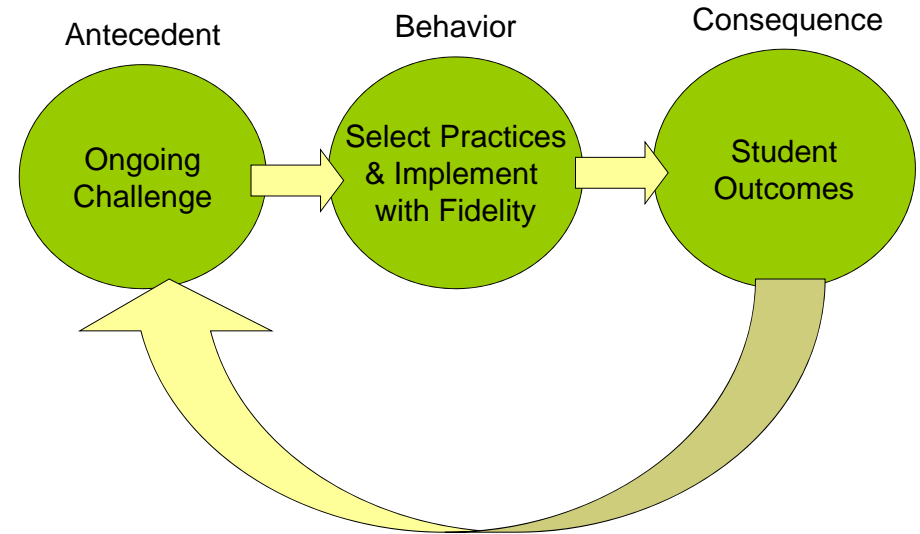 Antecedent
Behavior
Consequence
Ongoing
Challenge
Select Practices
& Implement
with Fidelity
Student
Outcomes